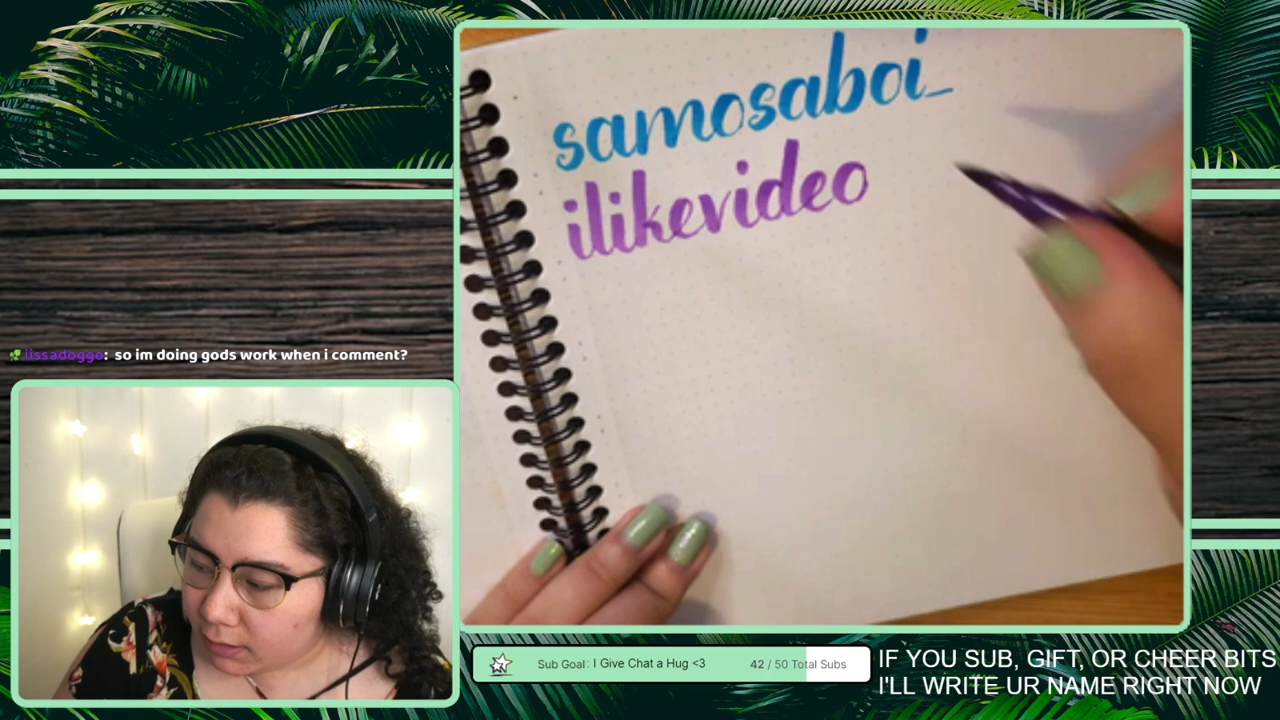 samosaboi_
ilikevideo
iissadoggo: so im doing gods work when i comment?
Sub Goal: I Give Chat a Hug <3 42 / 50 Total Subs
IF YOU SUB, GIFT, OR CHEER BITS
I'LL WRITE UR NAME RIGHT NOW